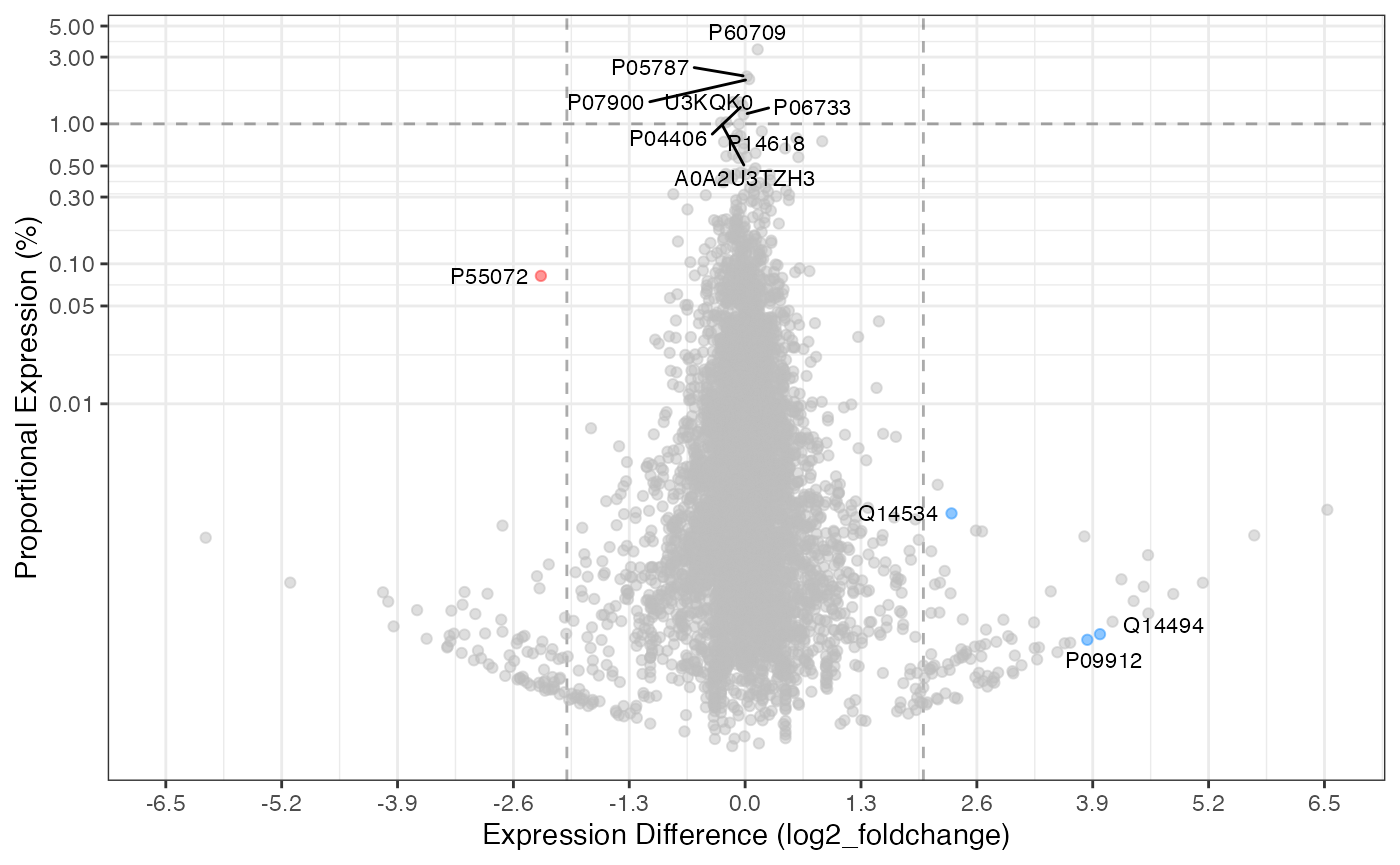 5.00
3.00
1.00
0.50
0.30
0.10
0.05
0.01
Proportional Expression (%)
P60709
P05787
P07900
U3KQK0
P06733
P04406
P14618
A0A2U3TZH3
P55072
Q14534
Q14494
P09912
-6.5
-5.2
-3.9
-2.6
-1.3
0.0
1.3
2.6
3.9
5.2
6.5
Expression Difference (log2_foldchange)